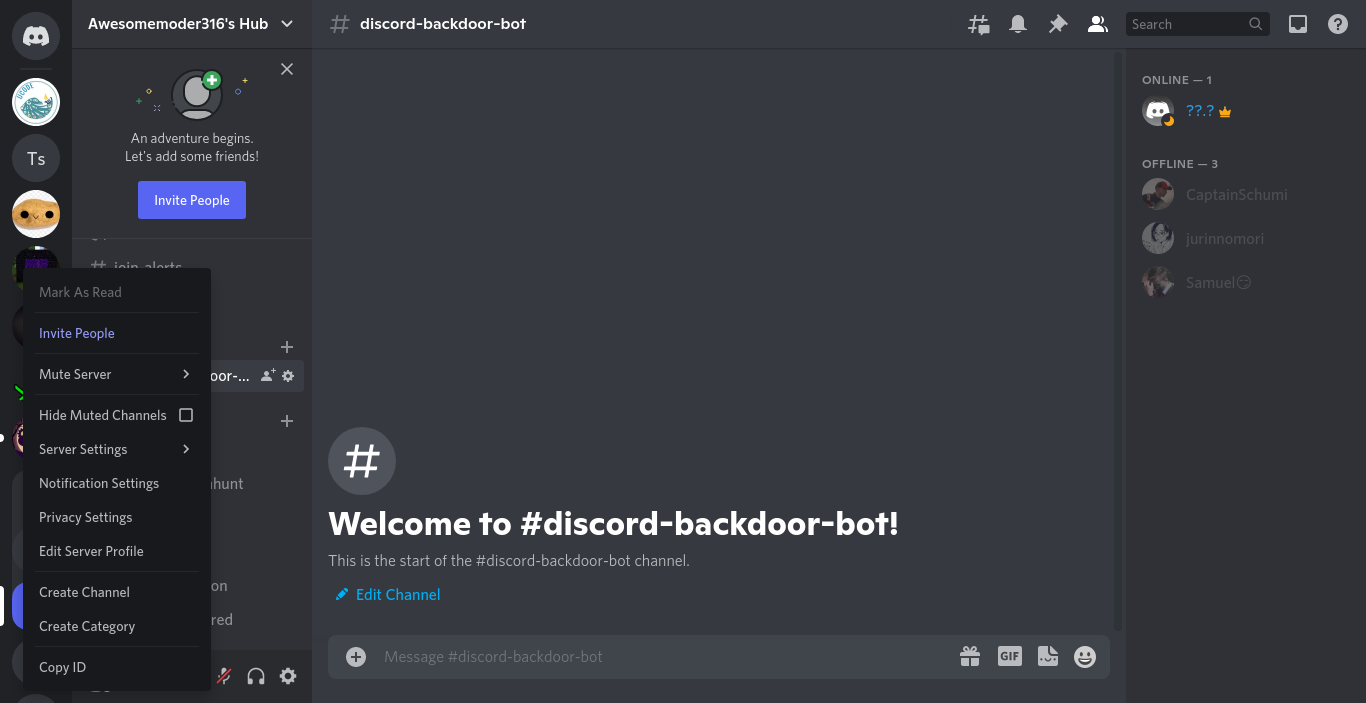 Awesomemoder316's Hub
discord-backdoor-bot
Search
UCODE
Ts
An adventure begins.
Let's add some friends!
Invite People
join-alerts
Mark As Read
Invite People
Mute Server
Hide Muted Channels
Server Settings
Notification Settings
Privacy Settings
Edit Server Profile
Create Channel
Create Category
Copy ID
oor-...
hunt
on
red
Welcome to #discord-backdoor-bot!
This is the start of the #discord-backdoor-bot channel.
Edit Channel
Message #discord-backdoor-bot
GIF
ONLINE — 1
??.?
OFFLINE — 3
CaptainSchumi
jurinnomori
Samuel😏